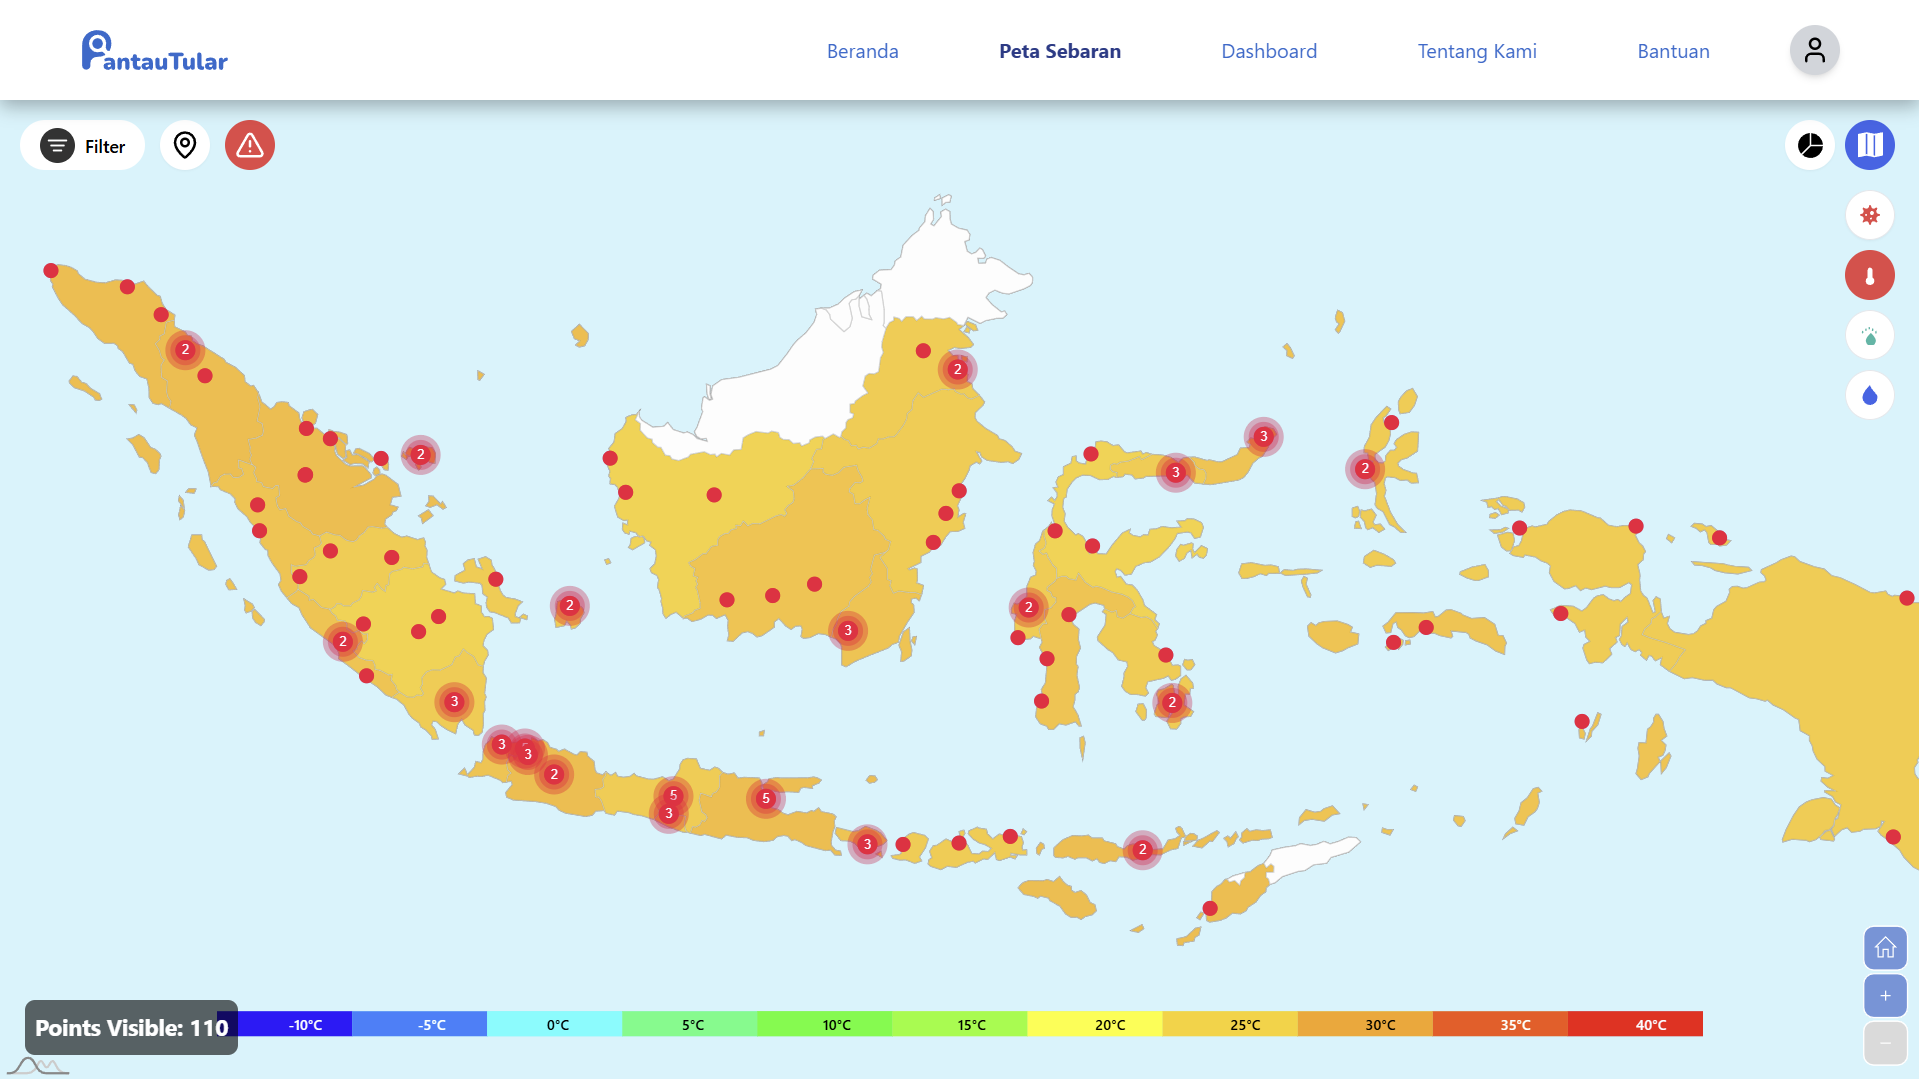 PantauTular
Beranda
Peta Sebaran
Dashboard
Tentang Kami
Bantuan
Filter
2
2
2
3
3
2
2
2
2
3
2
3
2
3
3
2
5
3
5
3
2
Points Visible: 110
-10°C
-5°C
0°C
5°C
10°C
15°C
20°C
25°C
30°C
35°C
40°C
+
−